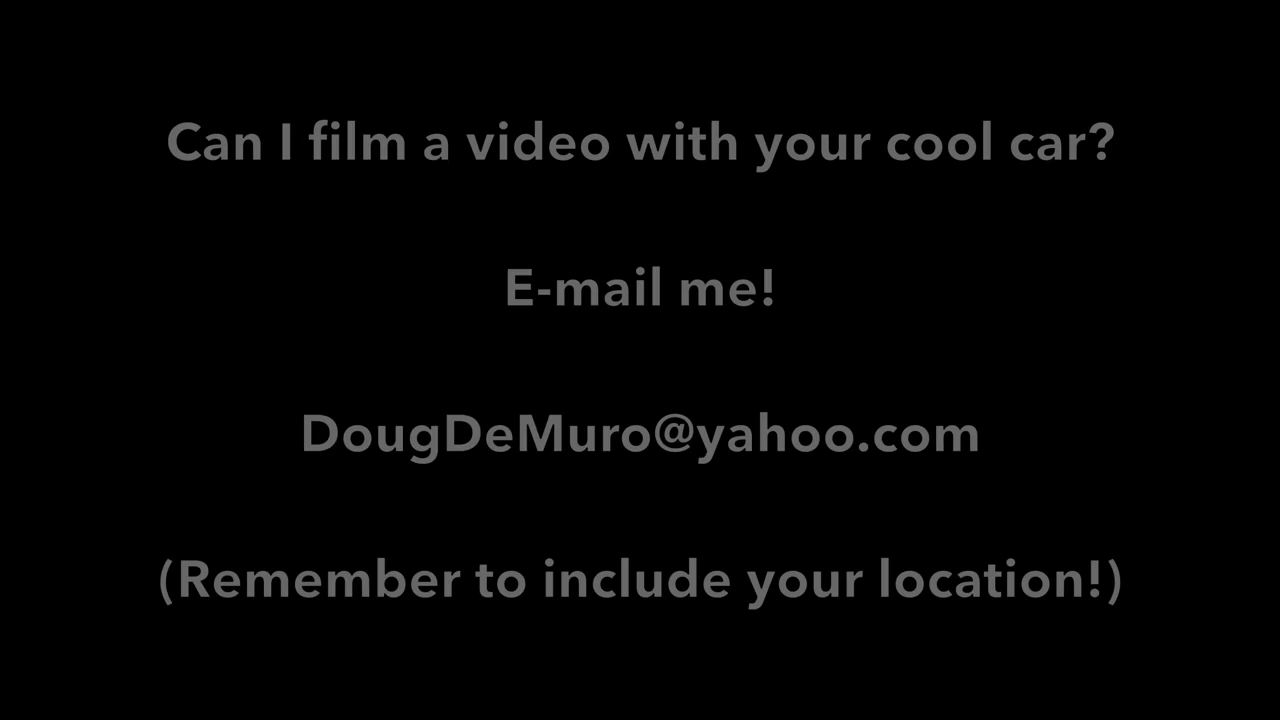 Can I film a video with your cool car?
E-mail me!
DougDeMuro@yahoo.com
(Remember to include your location!)